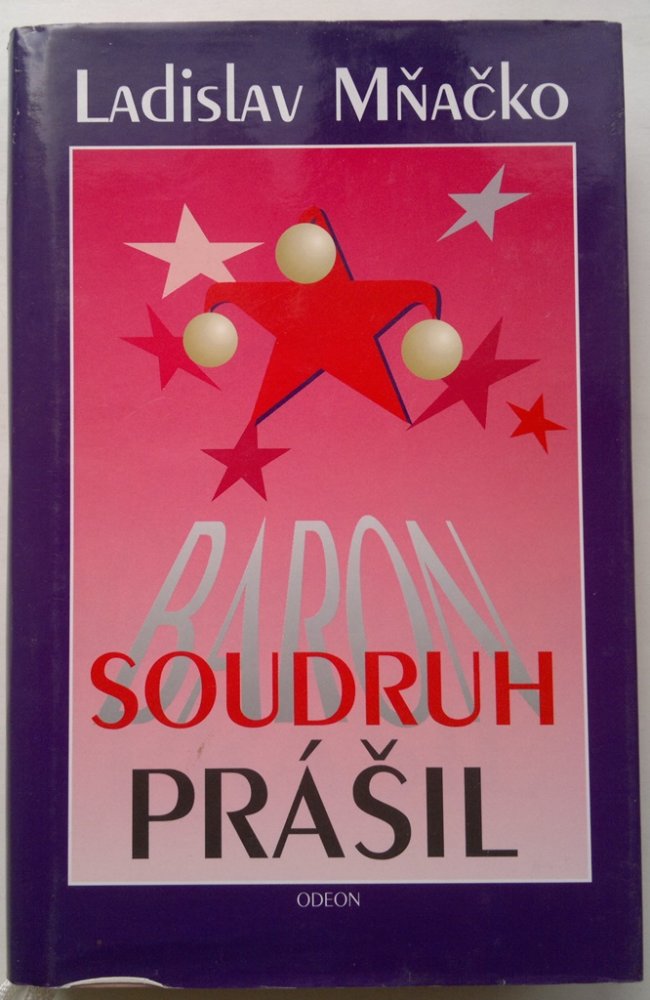 Ladislav Mňačko
BARON
SOUDRUH
PRÁŠIL
ODEON